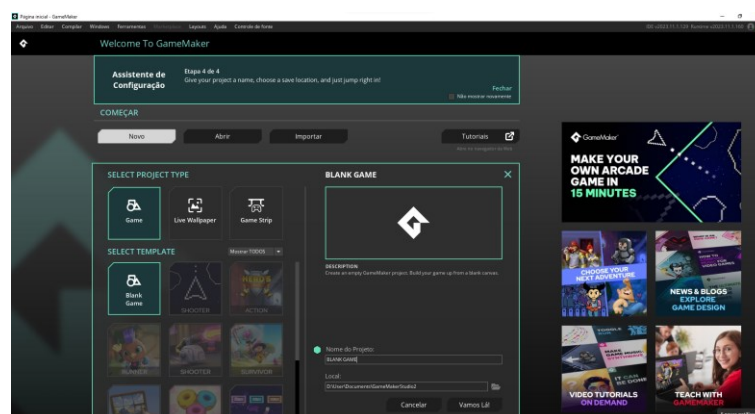 Página inicial - GameMaker
Arquivo Editar Compilar Windows Ferramentas Layouts Ajuda Controle de fonte
Welcome To GameMaker
Assistente de Configuração
Etapa 4 de 4
Give your project a name, choose a save location, and just jump right in!
Fechar
Não mostrar novamente
COMEÇAR
Novo Abrir Importar Tutoriais
SELECT PROJECT TYPE
Game Live Wallpaper Game Strip
SELECT TEMPLATE Mostrar TODOS
Blank Game
SHOOTER
ACTION
RUNNER SHOOTER SURVIVOR
BLANK GAME
DESCRIPTION
Create an empty GameMaker project. Build your game up from a blank canvas.
Nome do Projeto:
BLANK GAME
Local:
D:\User\Documents\GameMakerStudio2
Cancelar Vamos Lá!
GameMaker
MAKE YOUR
OWN ARCADE
GAME IN
15 MINUTES
CHOOSE YOUR
NEXT ADVENTURE
NEWS & BLOGS
EXPLORE
GAME DESIGN
VIDEO TUTORIALS
ON DEMAND
TEACH WITH
GAMEMAKER